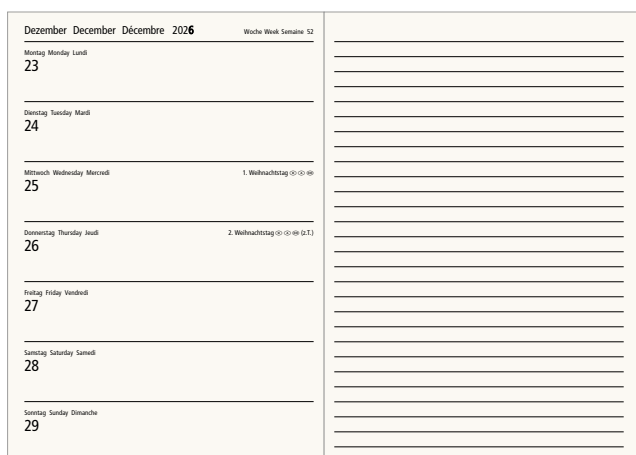 Dezember December Décembre 2026
Woche Week Semaine 52
Montag Monday Lundi
23
Dienstag Tuesday Mardi
24
Mittwoch Wednesday Mercredi
1. Weihnachtstag
25
Donnerstag Thursday Jeudi
2. Weihnachtstag (z.T.)
26
Freitag Friday Vendredi
27
Samstag Saturday Samedi
28
Sonntag Sunday Dimanche
29